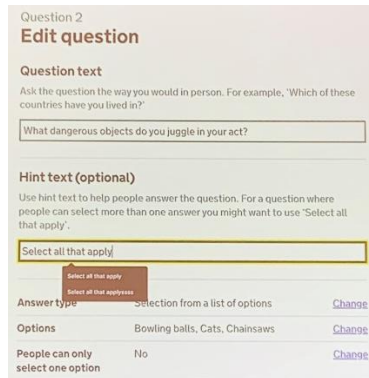 Question 2
Edit question
Question text
Ask the question the way you would in person. For example, 'Which of these
countries have you lived in?'
What dangerous objects do you juggle in your act?
Hint text (optional)
Use hint text to help people answer the question. For a question where
people can select more than one answer you might want to use 'Select all
that apply'.
Select all that apply
Select all that apply
Select all that applyeees
Answer type Selection from a list of options Change
Options Bowling balls, Cats, Chainsaws Change
People can only No Change
select one option